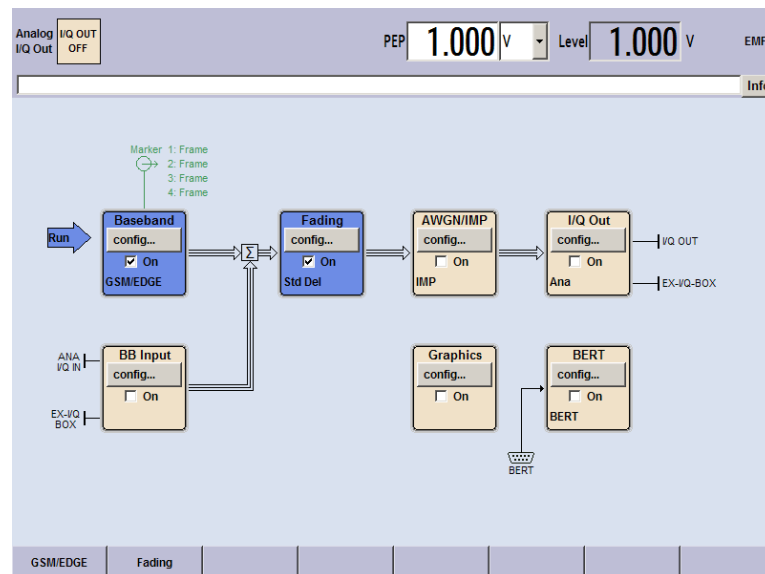 Analog I/Q OUT
I/Q Out OFF
PEP 1.000 V Level 1.000 V EMF
Info
Marker 1: Frame
2: Frame
3: Frame
4: Frame
Run
Baseband
config...
On
GSM/EDGE
Σ
Fading
config...
On
Std Del
AWGN/IMP
config...
On
IMP
I/Q Out
config...
On
Ana
I/Q OUT
EX-I/Q-BOX
ANA
I/Q IN
EX-I/Q
BOX
BB Input
config...
On
Graphics
config...
On
BERT
config...
On
BERT
BERT
GSM/EDGE Fading